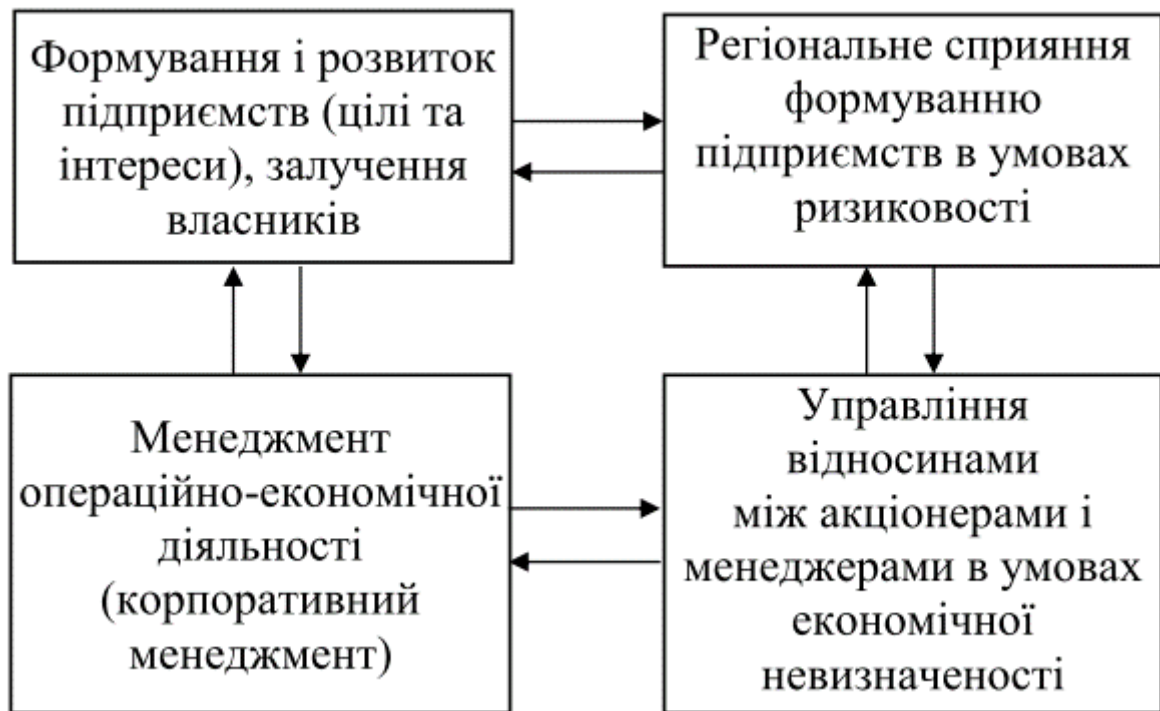 Формування і розвиток
підприємств (цілі та
інтереси), залучення
власників
Регіональне сприяння
формуванню
підприємств в умовах
ризиковості
Менеджмент
операційно-економічної
діяльності
(корпоративний
менеджмент)
Управління
відносинами
між акціонерами і
менеджерами в умовах
економічної
невизначеності